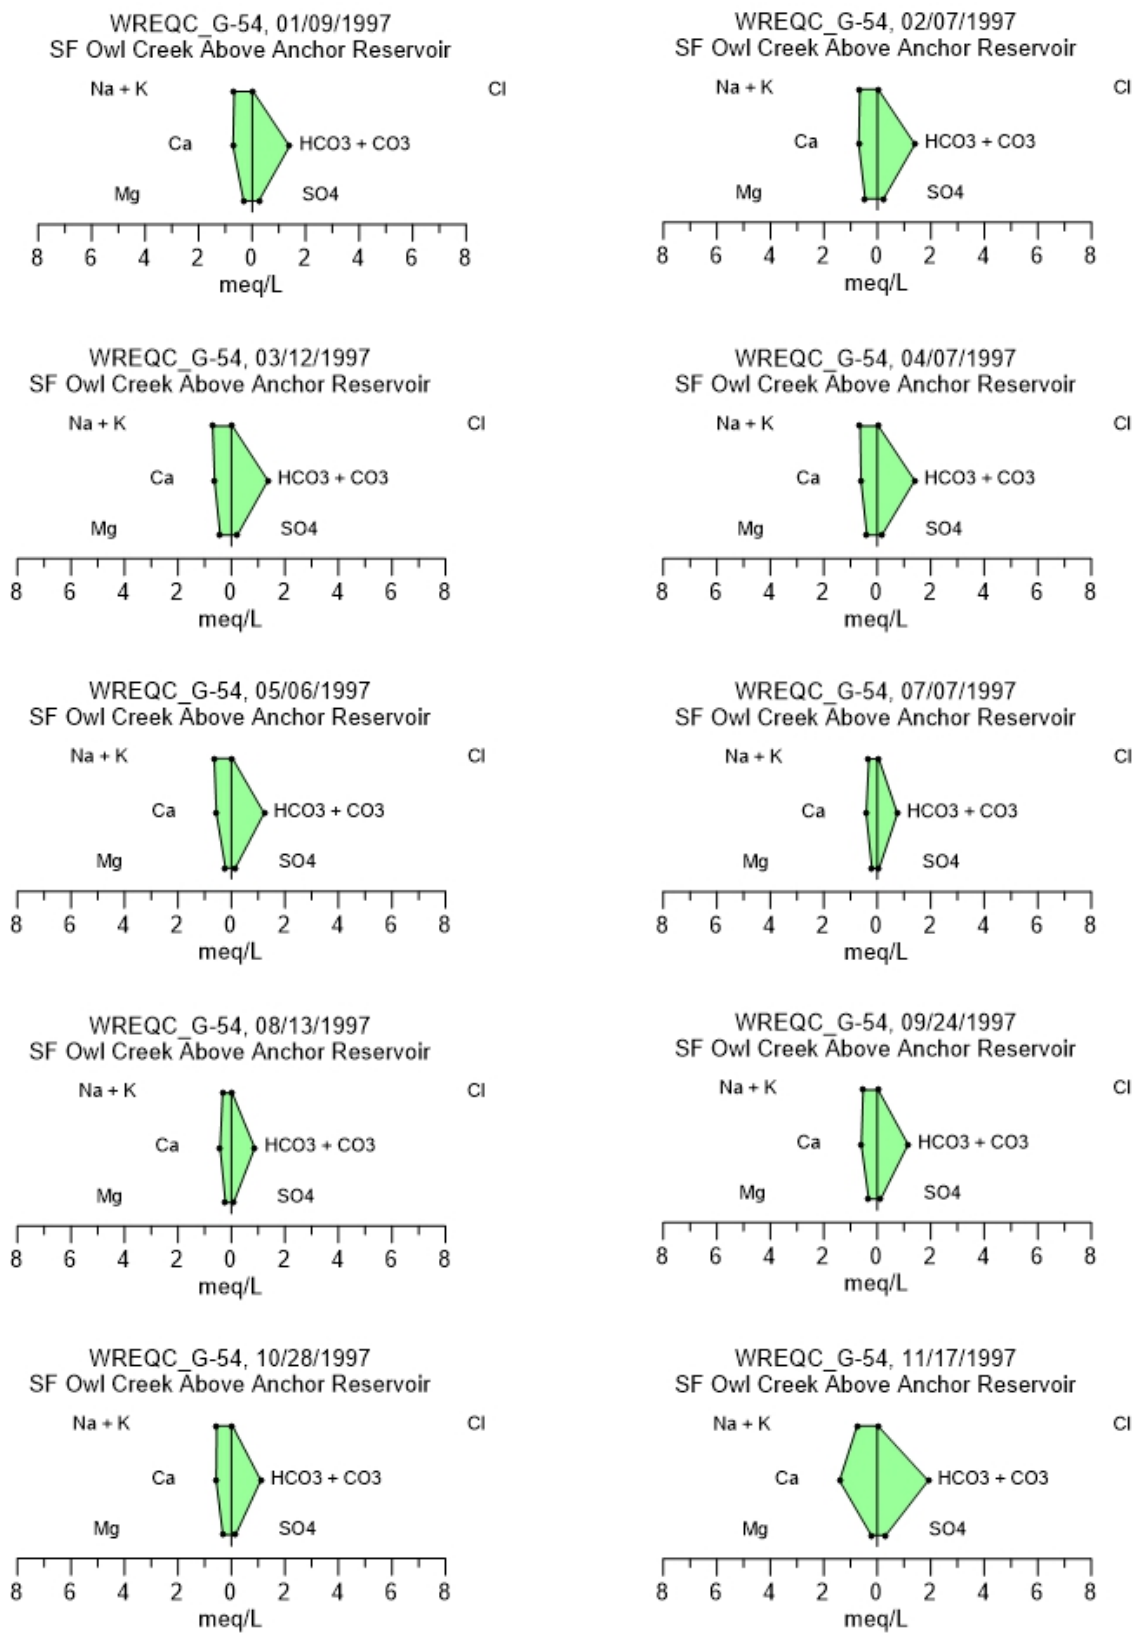 WREQC_G-54, 01/09/1997
SF Owl Creek Above Anchor Reservoir
Na + K
Cl
Ca
HCO3 + CO3
Mg
SO4
8 6 4 2 0 2 4 6 8
meq/L
WREQC_G-54, 02/07/1997
SF Owl Creek Above Anchor Reservoir
Na + K
Cl
Ca
HCO3 + CO3
Mg
SO4
8 6 4 2 0 2 4 6 8
meq/L
WREQC_G-54, 03/12/1997
SF Owl Creek Above Anchor Reservoir
Na + K
Cl
Ca
HCO3 + CO3
Mg
SO4
8 6 4 2 0 2 4 6 8
meq/L
WREQC_G-54, 04/07/1997
SF Owl Creek Above Anchor Reservoir
Na + K
Cl
Ca
HCO3 + CO3
Mg
SO4
8 6 4 2 0 2 4 6 8
meq/L
WREQC_G-54, 05/06/1997
SF Owl Creek Above Anchor Reservoir
Na + K
Cl
Ca
HCO3 + CO3
Mg
SO4
8 6 4 2 0 2 4 6 8
meq/L
WREQC_G-54, 07/07/1997
SF Owl Creek Above Anchor Reservoir
Na + K
Cl
Ca
HCO3 + CO3
Mg
SO4
8 6 4 2 0 2 4 6 8
meq/L
WREQC_G-54, 08/13/1997
SF Owl Creek Above Anchor Reservoir
Na + K
Cl
Ca
HCO3 + CO3
Mg
SO4
8 6 4 2 0 2 4 6 8
meq/L
WREQC_G-54, 09/24/1997
SF Owl Creek Above Anchor Reservoir
Na + K
Cl
Ca
HCO3 + CO3
Mg
SO4
8 6 4 2 0 2 4 6 8
meq/L
WREQC_G-54, 10/28/1997
SF Owl Creek Above Anchor Reservoir
Na + K
Cl
Ca
HCO3 + CO3
Mg
SO4
8 6 4 2 0 2 4 6 8
meq/L
WREQC_G-54, 11/17/1997
SF Owl Creek Above Anchor Reservoir
Na + K
Cl
Ca
HCO3 + CO3
Mg
SO4
8 6 4 2 0 2 4 6 8
meq/L